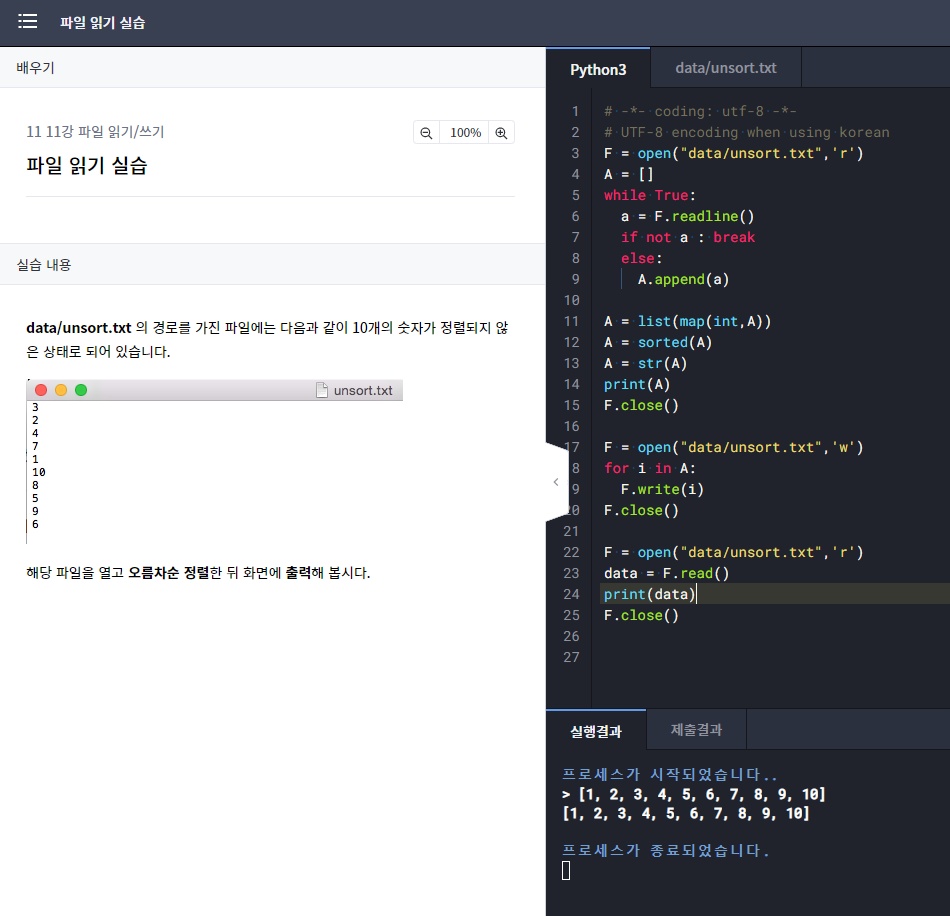 파일 읽기 실습
배우기
11 11강 파일 읽기/쓰기
100%
파일 읽기 실습
실습 내용
data/unsort.txt 의 경로를 가진 파일에는 다음과 같이 10개의 숫자가 정렬되지 않
은 상태로 되어 있습니다.
unsort.txt
3
2
4
7
1
10
8
5
9
6
해당 파일을 열고 오름차순 정렬한 뒤 화면에 출력해 봅시다.
Python3
data/unsort.txt
1 # -*- coding: utf-8 -*-
2 # UTF-8 encoding when using korean
3 F = open("data/unsort.txt",'r')
4 A = []
5 while True:
6   a = F.readline()
7   if not a : break
8   else:
9     A.append(a)
10
11 A = list(map(int,A))
12 A = sorted(A)
13 A = str(A)
14 print(A)
15 F.close()
16
17 F = open("data/unsort.txt",'w')
8 for i in A:
9   F.write(i)
20 F.close()
21
22 F = open("data/unsort.txt",'r')
23 data = F.read()
24 print(data)
25 F.close()
26
27
실행결과
제출결과
프로세스가 시작되었습니다..
> [1, 2, 3, 4, 5, 6, 7, 8, 9, 10]
[1, 2, 3, 4, 5, 6, 7, 8, 9, 10]
프로세스가 종료되었습니다.